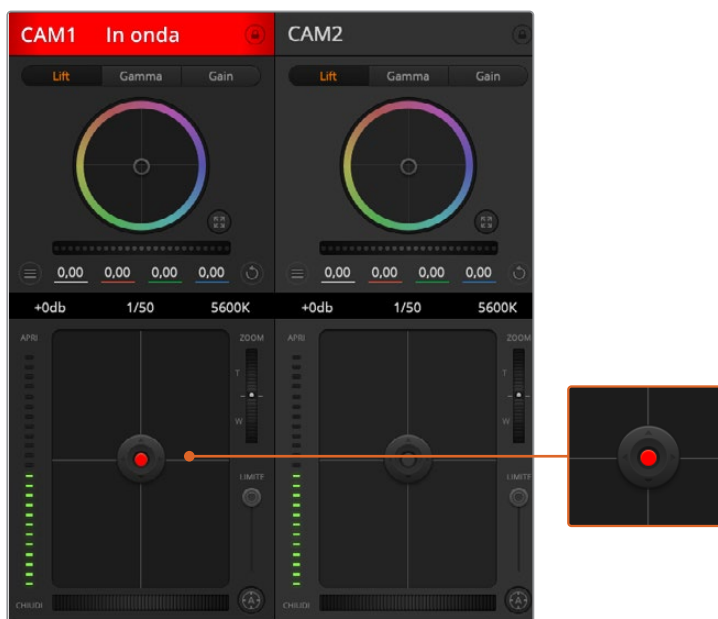 CAM1 In onda
CAM2
Lift Gamma Gain
Lift Gamma Gain
0,00 0,00 0,00 0,00
0,00 0,00 0,00 0,00
+0db 1/50 5600K
+0db 1/50 5600K
APRI ZOOM
APRI ZOOM
T
T
W
W
LIMITE
LIMITE
A
A
CHIUDI
CHIUDI